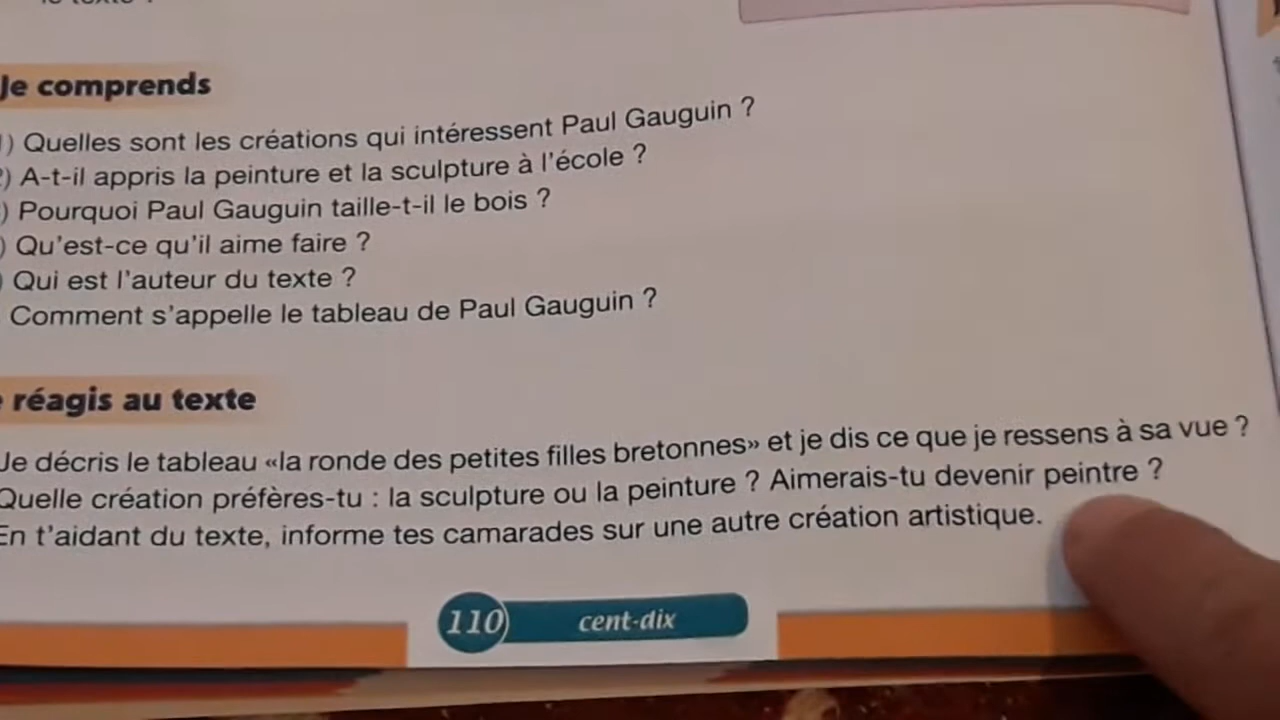 Je comprends
) Quelles sont les créations qui intéressent Paul Gauguin ?
) A-t-il appris la peinture et la sculpture à l'école ?
) Pourquoi Paul Gauguin taille-t-il le bois ?
) Qu'est-ce qu'il aime faire ?
Qui est l'auteur du texte ?
Comment s'appelle le tableau de Paul Gauguin ?
réagis au texte
Je décris le tableau «la ronde des petites filles bretonnes» et je dis ce que je ressens à sa vue ?
Quelle création préfères-tu : la sculpture ou la peinture ? Aimerais-tu devenir peintre ?
En t'aidant du texte, informe tes camarades sur une autre création artistique.
110 cent-dix